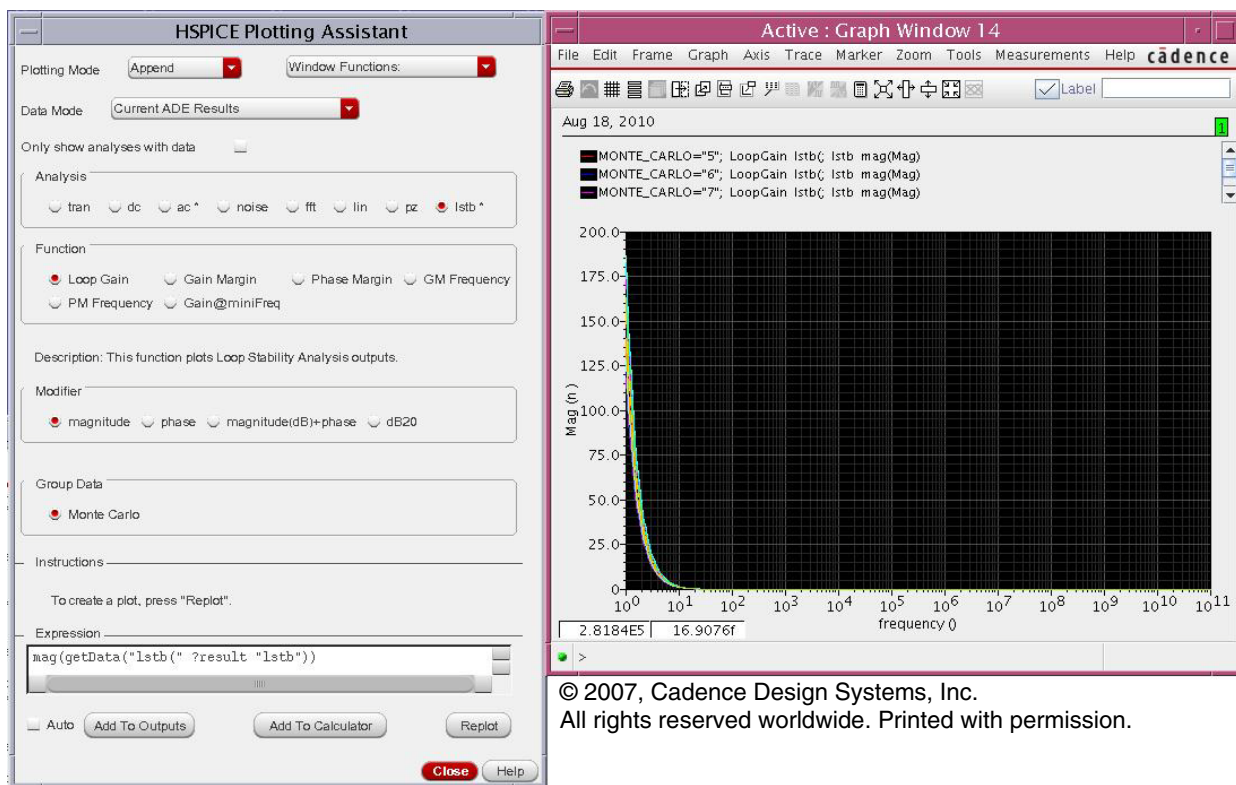 HSPICE Plotting Assistant
Plotting Mode Append Window Functions:
Data Mode Current ADE Results
Only show analyses with data
Analysis
tran dc ac * noise fft lin pz lstb *
Function
Loop Gain Gain Margin Phase Margin GM Frequency
PM Frequency Gain@miniFreq
Description: This function plots Loop Stability Analysis outputs.
Modifier
magnitude phase magnitude(dB)+phase dB20
Group Data
Monte Carlo
Instructions
To create a plot, press "Replot".
Expression
mag(getData("lstb(" ?result "lstb"))
Auto Add To Outputs Add To Calculator Replot
Close Help
Active : Graph Window 14
File Edit Frame Graph Axis Trace Marker Zoom Tools Measurements Help cādence
Label
Aug 18, 2010
1
MONTE_CARLO="5"; LoopGain lstb(; lstb mag(Mag)
MONTE_CARLO="6"; LoopGain lstb(; lstb mag(Mag)
MONTE_CARLO="7"; LoopGain lstb(; lstb mag(Mag)
200.0
175.0
150.0
125.0
100.0
75.0
50.0
25.0
0
Mag (n)
10^0 10^1 10^2 10^3 10^4 10^5 10^6 10^7 10^8 10^9 10^10 10^11
frequency ()
2.8184E5 16.9076f
>
© 2007, Cadence Design Systems, Inc.
All rights reserved worldwide. Printed with permission.